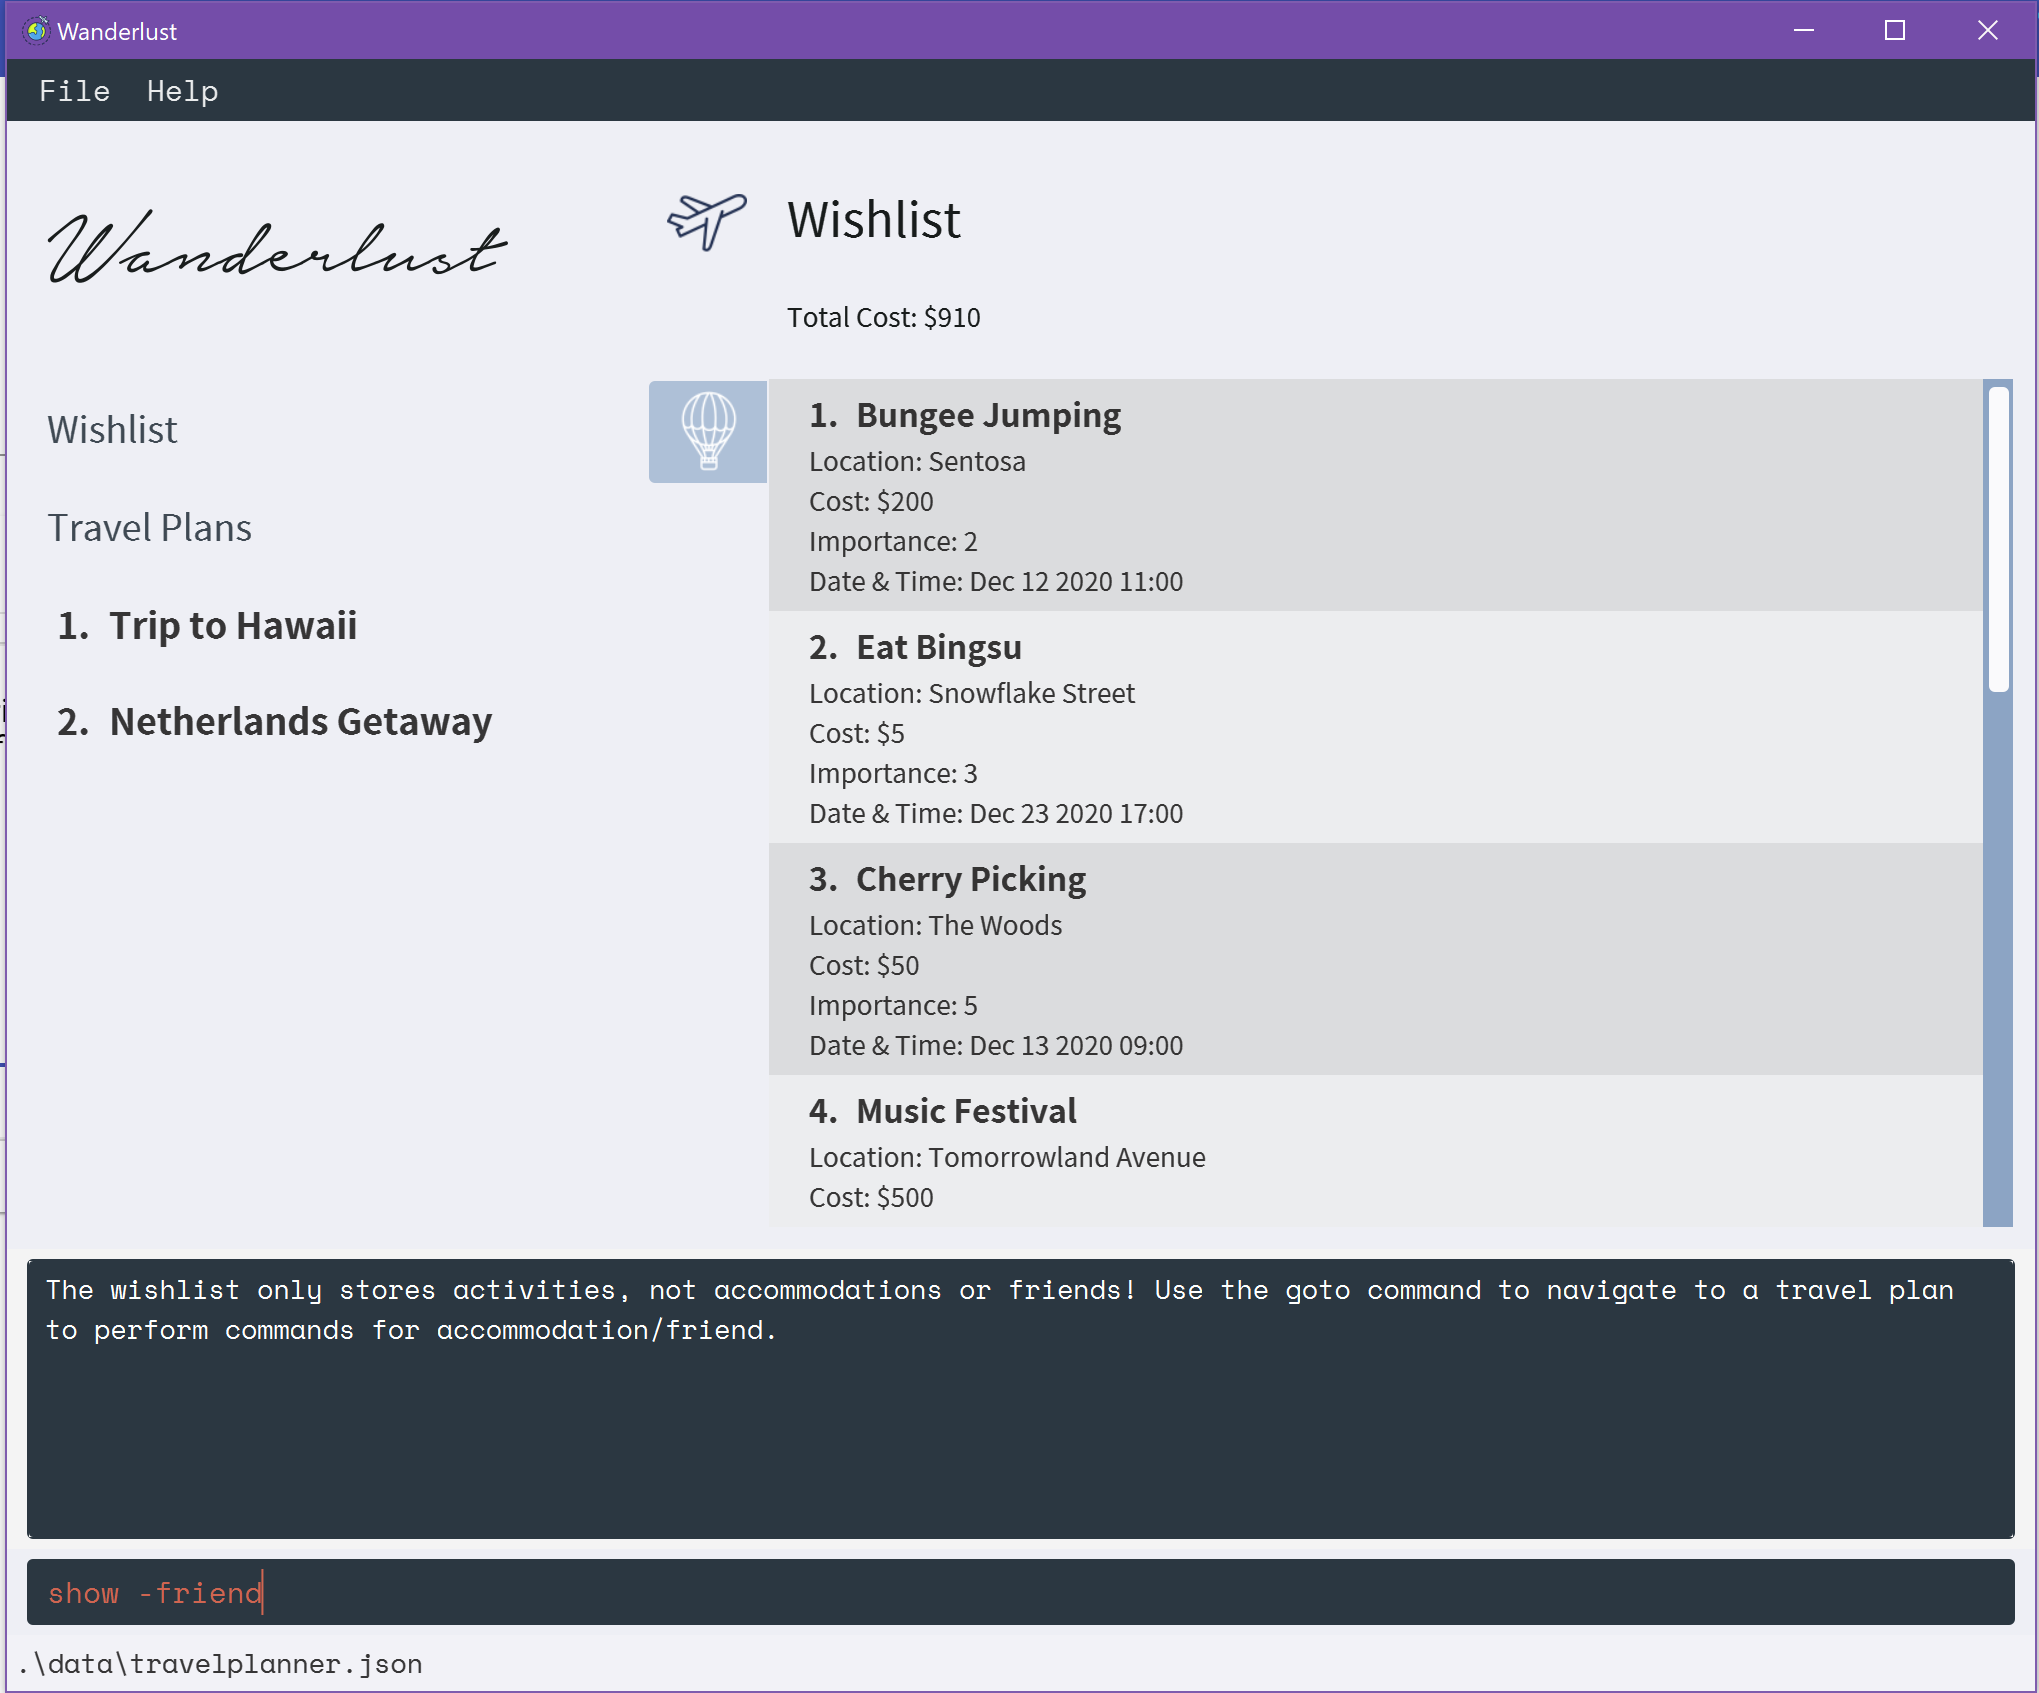 Wanderlust
File Help
Wanderlust
Wishlist
Total Cost: $910
Wishlist
Travel Plans
1. Trip to Hawaii
2. Netherlands Getaway
1. Bungee Jumping
Location: Sentosa
Cost: $200
Importance: 2
Date & Time: Dec 12 2020 11:00
2. Eat Bingsu
Location: Snowflake Street
Cost: $5
Importance: 3
Date & Time: Dec 23 2020 17:00
3. Cherry Picking
Location: The Woods
Cost: $50
Importance: 5
Date & Time: Dec 13 2020 09:00
4. Music Festival
Location: Tomorrowland Avenue
Cost: $500
The wishlist only stores activities, not accommodations or friends! Use the goto command to navigate to a travel plan
to perform commands for accommodation/friend.
show -friend
.\data\travelplanner.json